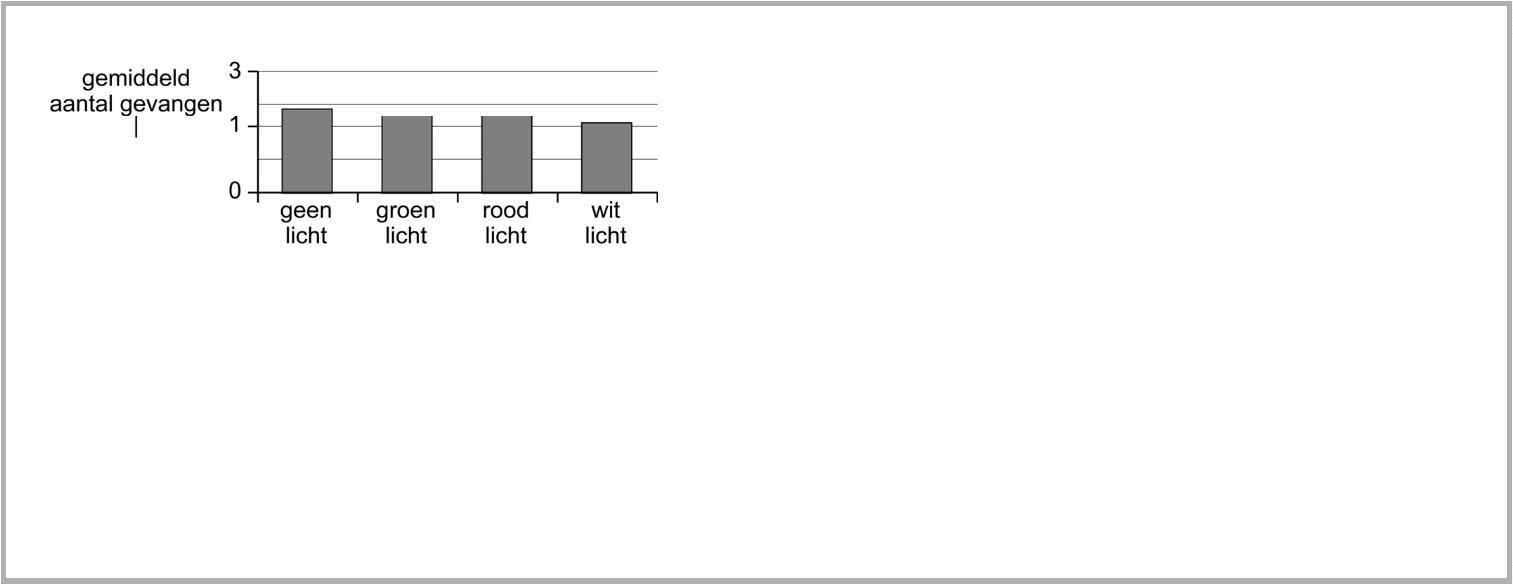 gemiddeld
aantal gevangen
3
1
0
geen
licht
groen
licht
rood
licht
wit
licht